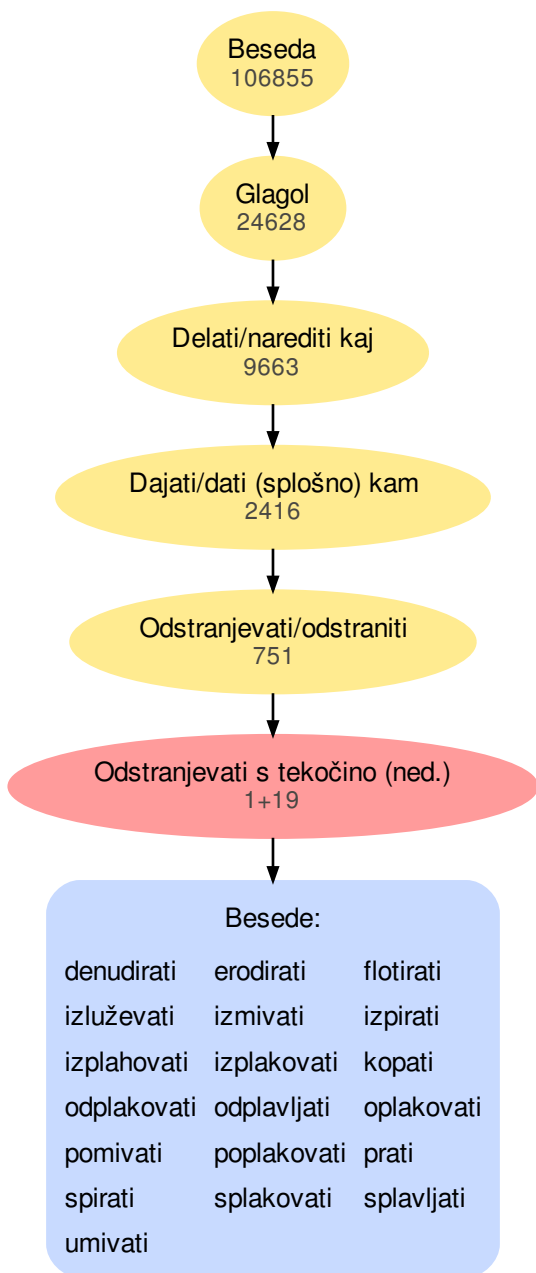 Beseda
106855
Glagol
24628
Delati/narediti kaj
9663
Dajati/dati (splošno) kam
2416
Odstranjevati/odstraniti
751
Odstranjevati s tekočino (ned.)
1+19
Besede:
denudirati erodirati flotirati
izluževati izmivati izpirati
izplahovati izplakovati kopati
odplakovati odplavljati oplakovati
pomivati poplakovati prati
spirati splakovati splavljati
umivati